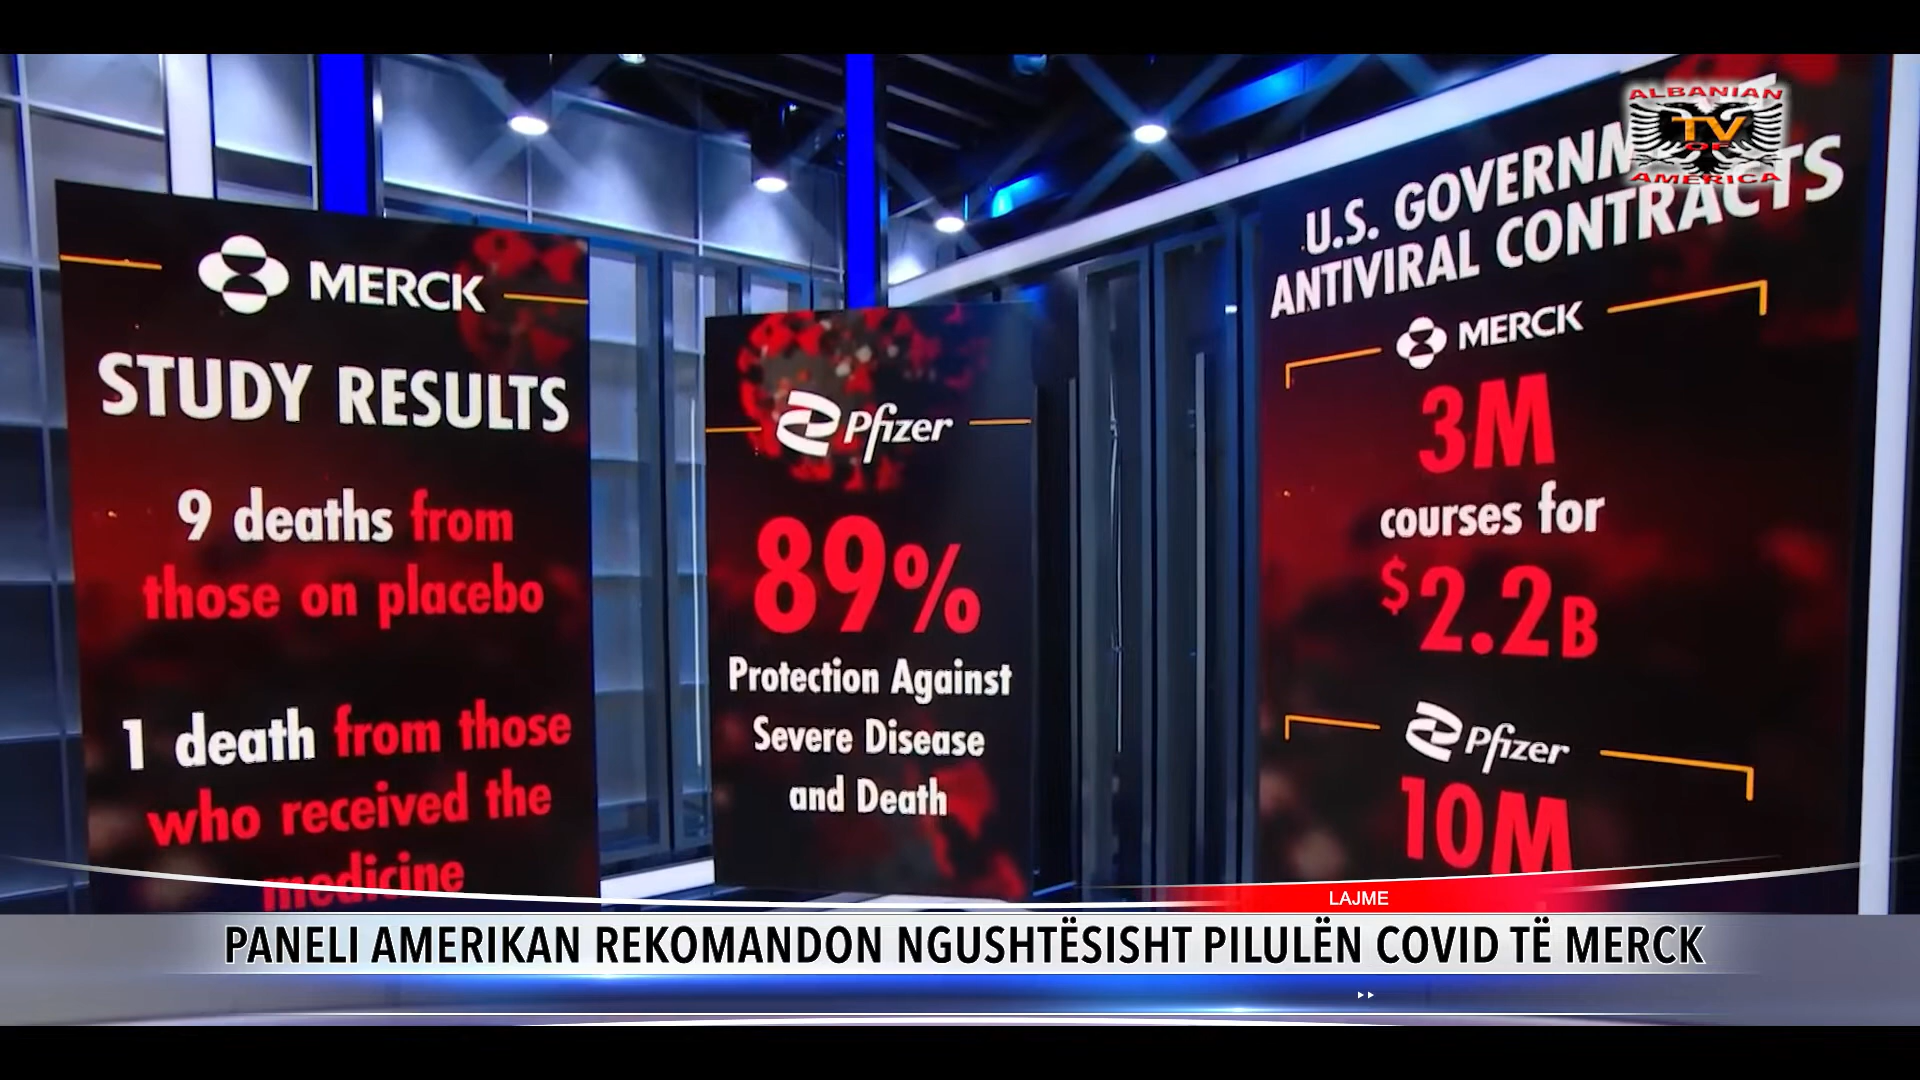 ALBANIAN
TV
OF
AMERICA
MERCK
STUDY RESULTS
9 deaths from
those on placebo
1 death from those
who received the
medicine
Pfizer
89%
Protection Against
Severe Disease
and Death
U.S.
ANTIVIRAL CONTRACTS
MERCK
3M
courses for
$2.2B
Pfizer
10M
LAJME
PANELI AMERIKAN REKOMANDON NGUSHTËSISHT PILULËN COVID TË MERCK